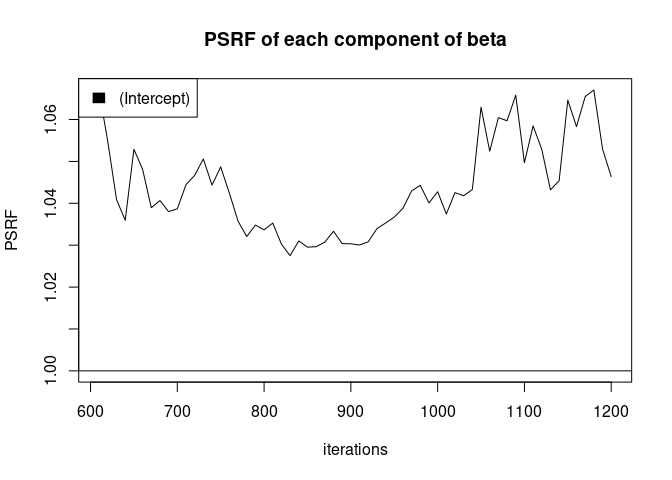 PSRF of each component of beta
(Intercept)
PSRF
1.06
1.04
1.02
1.00
600 700 800 900 1000 1100 1200
iterations